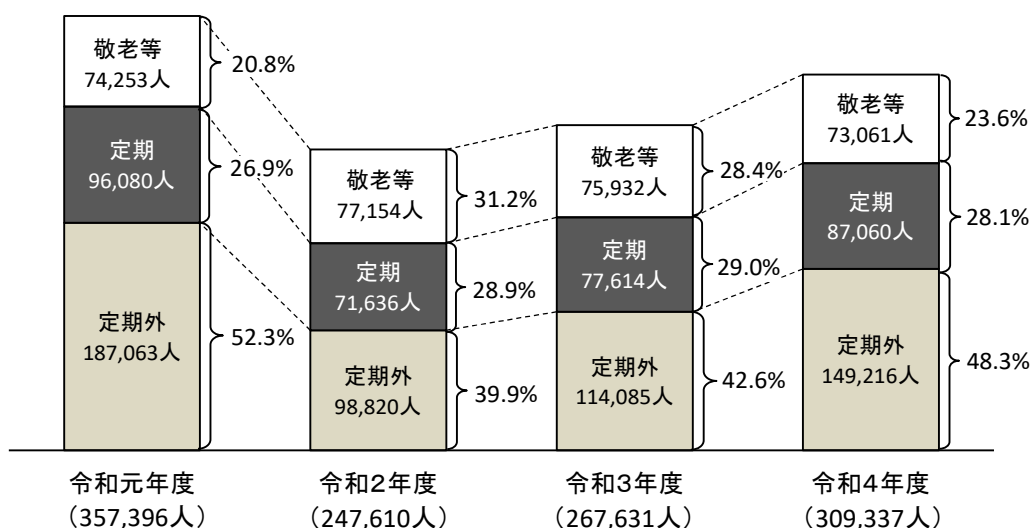 敬老等
74,253人
20.8%
定期
96,080人
26.9%
定期外
187,063人
52.3%
令和元年度
（357,396人）
敬老等
77,154人
31.2%
定期
71,636人
28.9%
定期外
98,820人
39.9%
令和２年度
（247,610人）
敬老等
75,932人
28.4%
定期
77,614人
29.0%
定期外
114,085人
42.6%
令和３年度
（267,631人）
敬老等
73,061人
23.6%
定期
87,060人
28.1%
定期外
149,216人
48.3%
令和４年度
（309,337人）